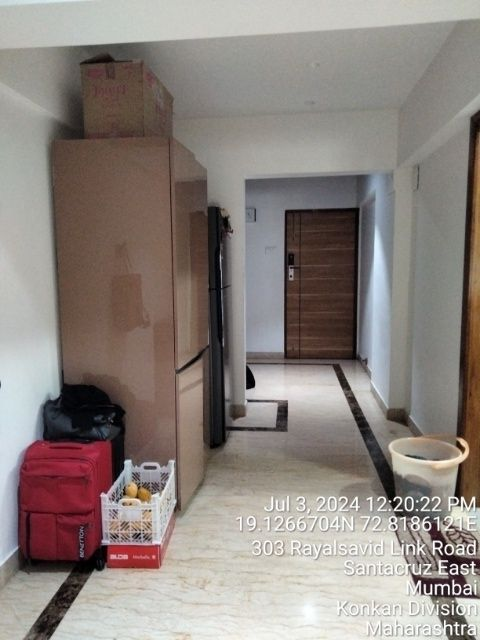 BENETTON
Jul 3, 2024 12:20:22 PM
19.1266704N 72.8186121E
303 Rayalsavid Link Road
Santacruz East
Mumbai
Konkan Division
Maharashtra